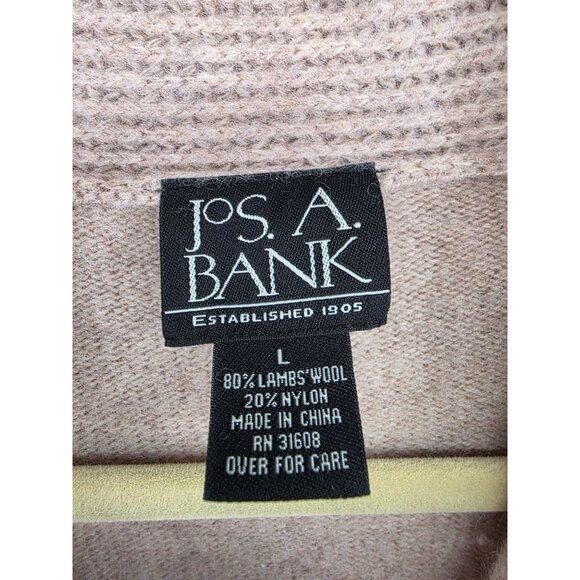 JOS. A.
BANK
ESTABLISHED 1905
L
80% LAMBS' WOOL
20% NYLON
MADE IN CHINA
RN 31608
OVER FOR CARE